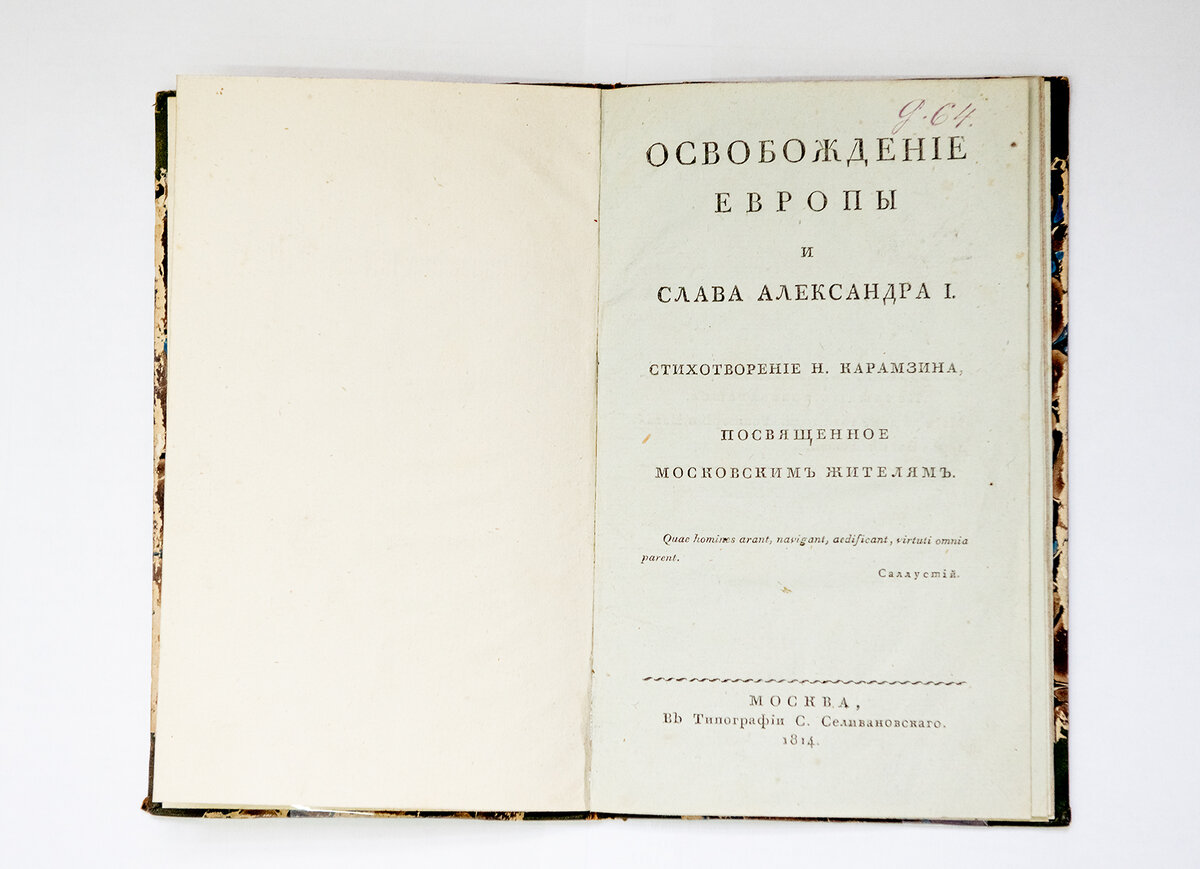 д. 64.
ОСВОБОЖДЕНІЕ
ЕВРОПЫ
И
СЛАВА АЛЕКСАНДРА I.
СТИХОТВОРЕНІЕ Н. КАРАМЗИНА,
ПОСВЯЩЕННОЕ
МОСКОВСКИМЪ ЖИТЕЛЯМЪ.
Quae homines arant, navigant, aedificant, virtuti omnia
parent.
Саллустій.
МОСКВА,
Въ Типографіи С. Селивановскаго.
1814.